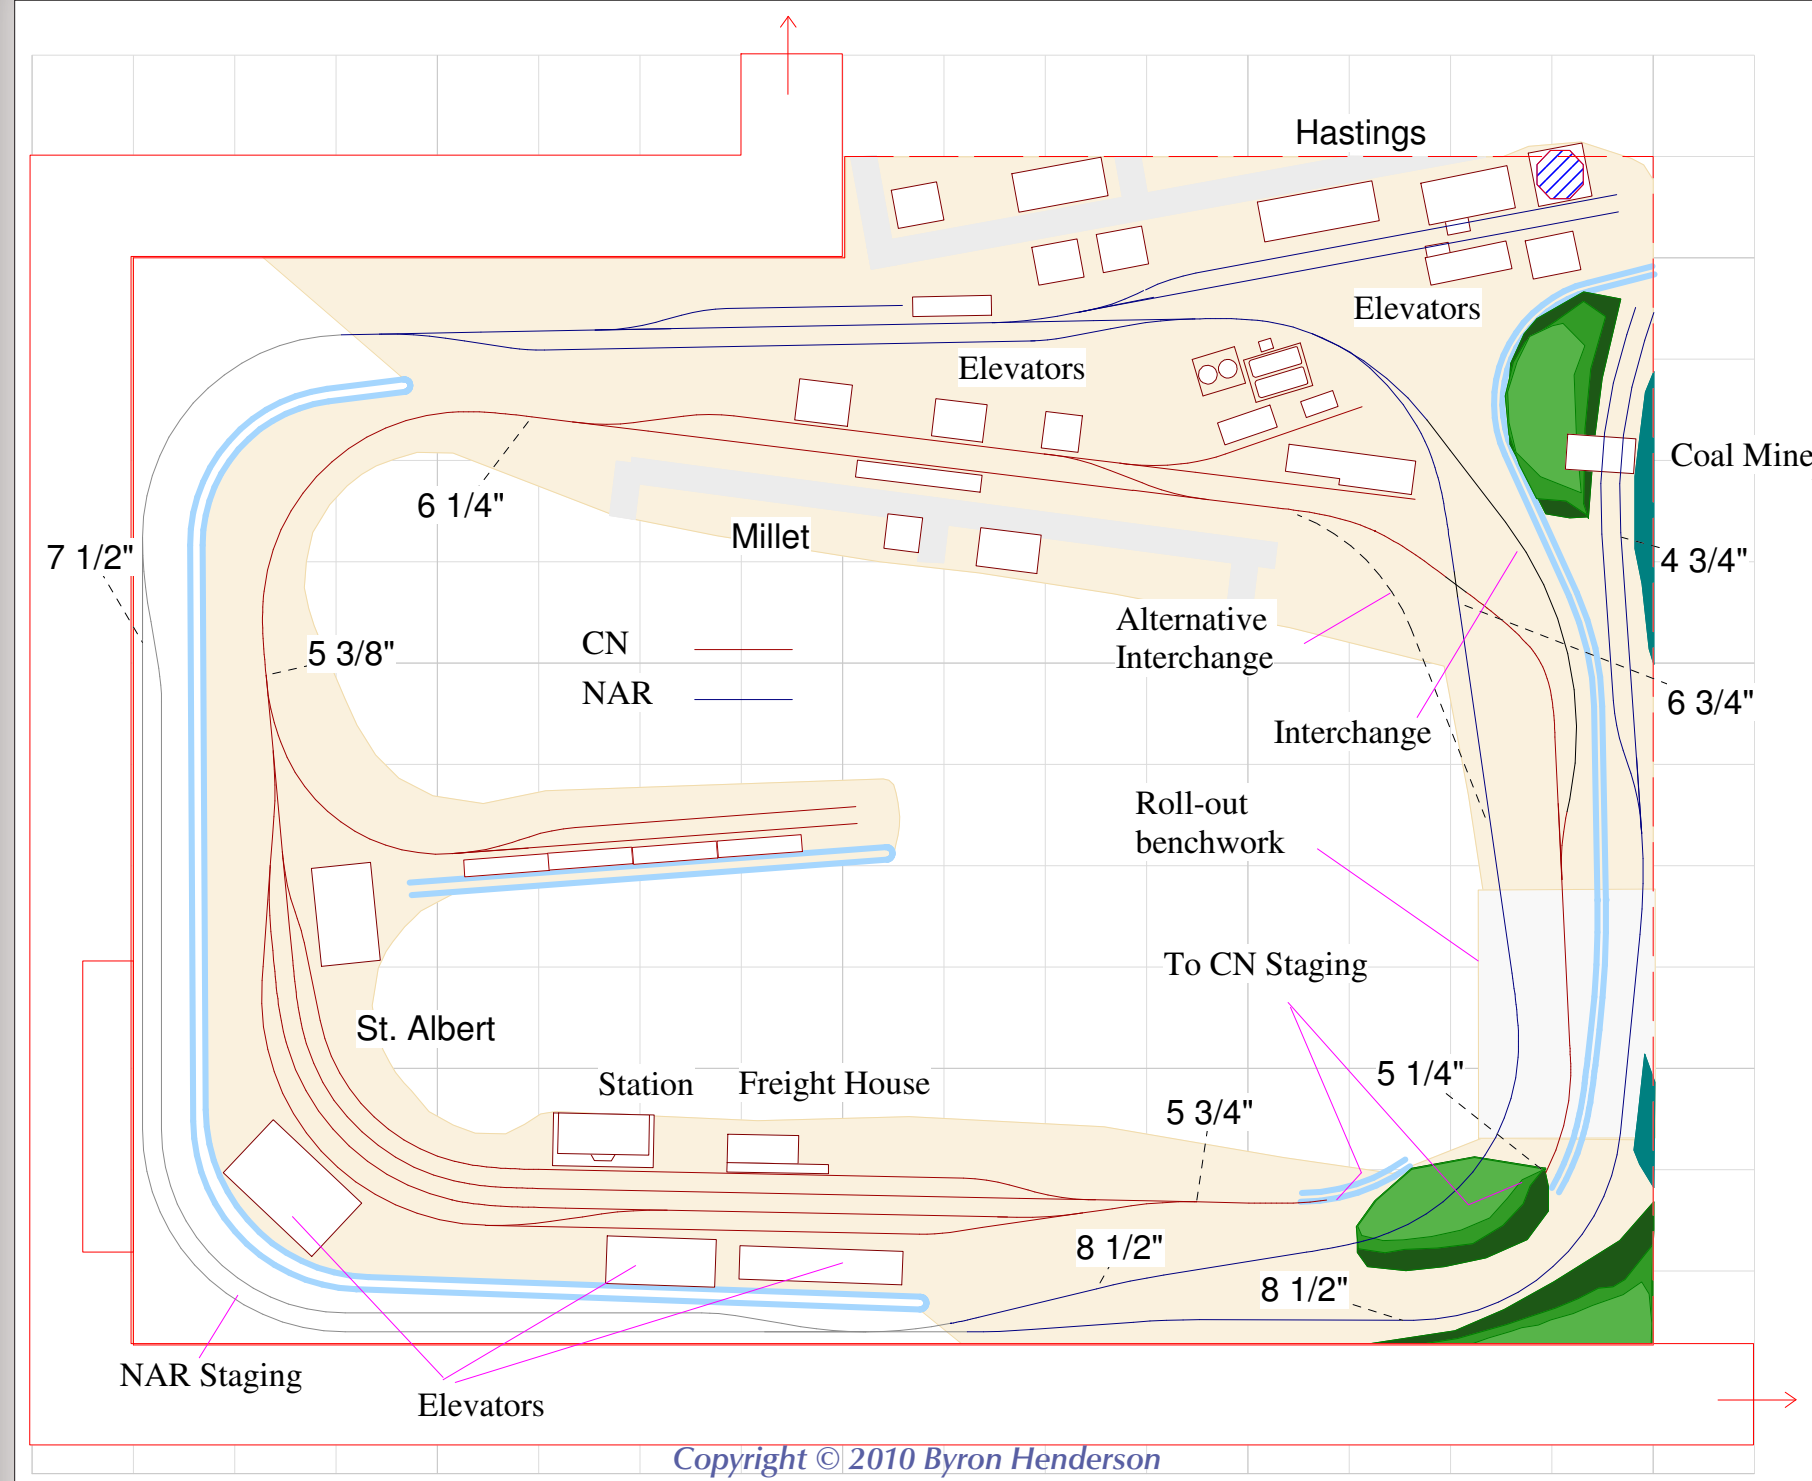 Hastings
Elevators
Elevators
Coal Mine
6 1/4"
Millet
7 1/2"
4 3/4"
Alternative
Interchange
CN
5 3/8"
NAR
6 3/4"
Interchange
Roll-out
benchwork
To CN Staging
St. Albert
5 1/4"
Station
Freight House
5 3/4"
8 1/2"
8 1/2"
NAR Staging
Elevators
Copyright © 2010 Byron Henderson